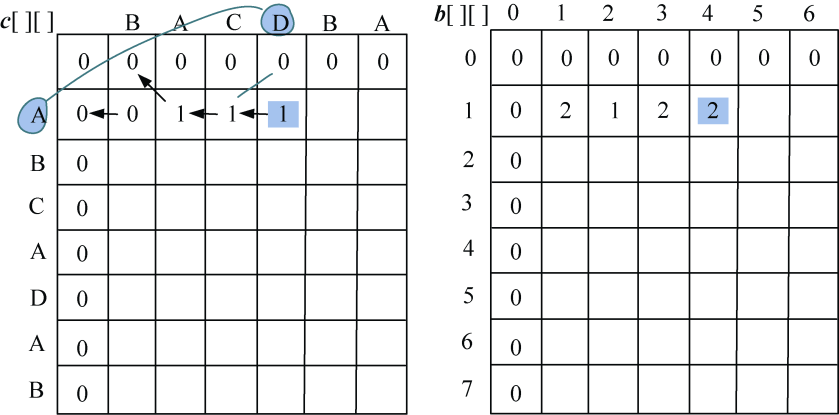 c[ ][ ] B A C D B A
0 0 0 0 0 0 0
A 0 0 1 1 1
B 0
C 0
A 0
D 0
A 0
B 0
b[ ][ ] 0 1 2 3 4 5 6
0 0 0 0 0 0 0 0
1 0 2 1 2 2
2 0
3 0
4 0
5 0
6 0
7 0